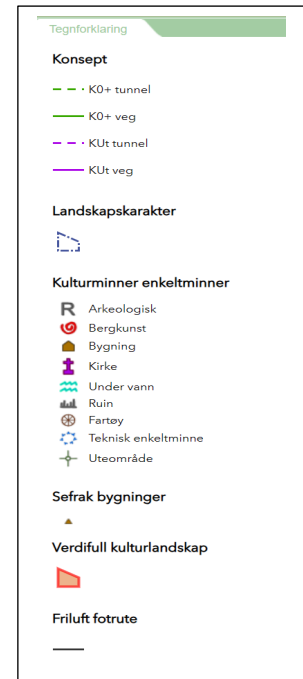 Tegnforklaring
Konsept
K0+ tunnel
K0+ veg
KUt tunnel
KUt veg
Landskapskarakter
Kulturminner enkeltminner
R Arkeologisk
Bergkunst
Bygning
Kirke
Under vann
Ruin
Fartøy
Teknisk enkeltminne
Uteområde
Sefrak bygninger
Verdifull kulturlandskap
Friluft fotrute